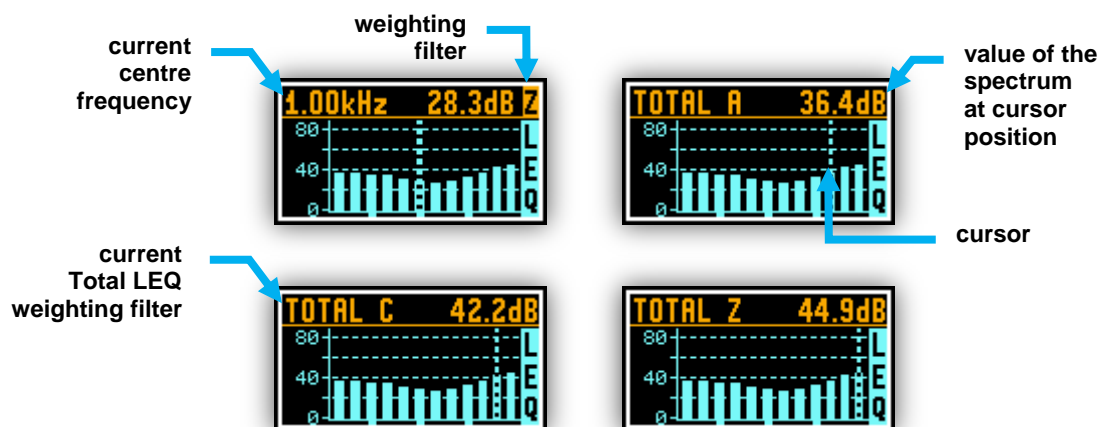 weighting
filter
current
centre
frequency
value of the
spectrum
at cursor
position
1.00kHz 28.3dB Z
80
40
0
L
E
Q
TOTAL A 36.4dB
80
40
0
L
E
Q
cursor
current
Total LEQ
weighting filter
TOTAL C 42.2dB
80
40
0
L
E
Q
TOTAL Z 44.9dB
80
40
0
L
E
Q